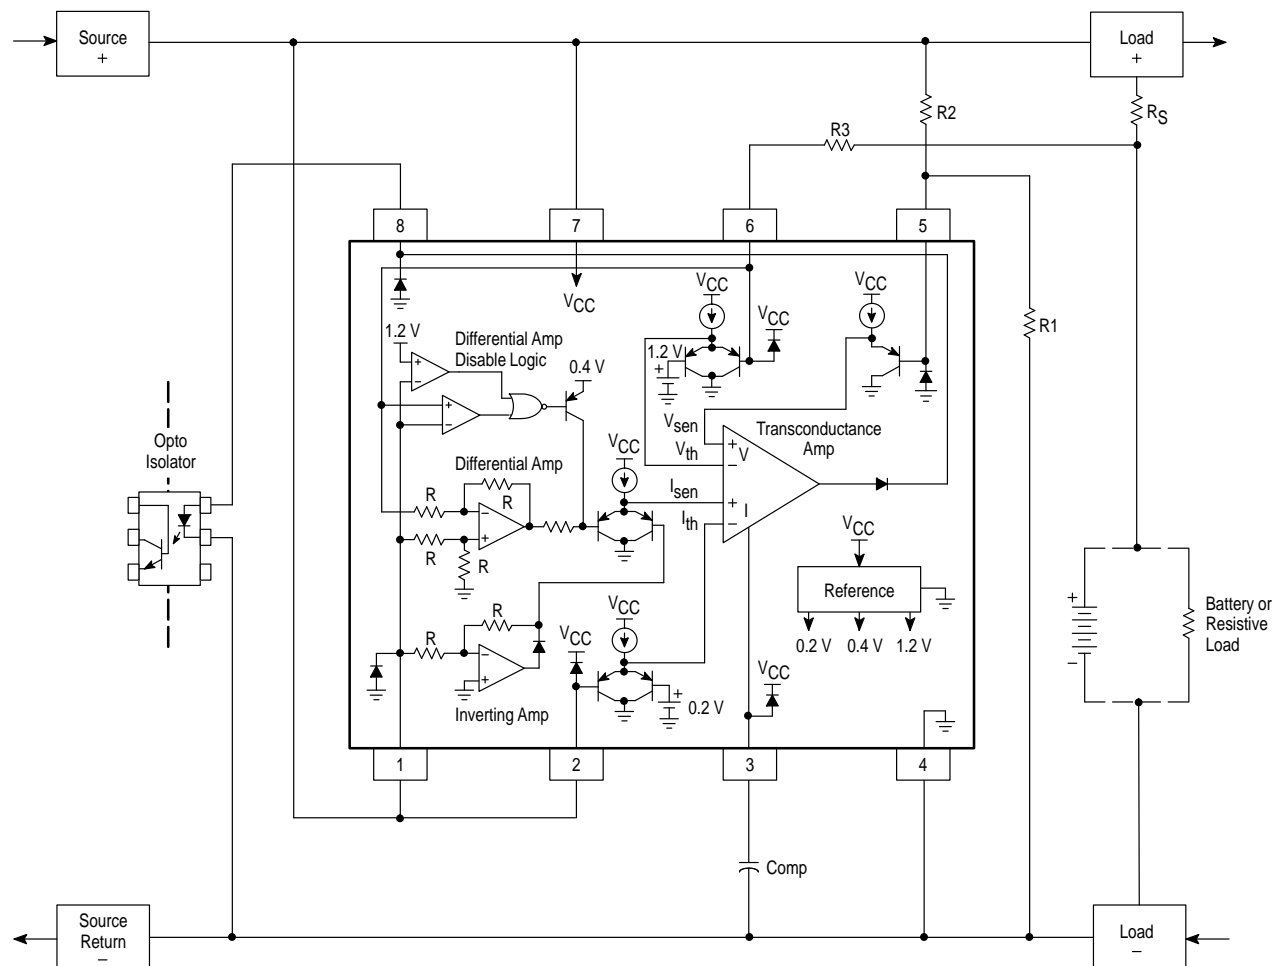 Source
+
Load
+
R2
RS
R3
8
7
6
5
VCC
VCC
VCC
VCC
R1
1.2 V
Differential Amp
Disable Logic
0.4 V
1.2 V
+
+
−
+
−
Opto
Isolator
Vsen
Vth
Transconductance
Amp
VCC
+
V
−
Differential Amp
Isen
Ith
+
I
−
R
R
−
+
R
R
VCC
Reference
0.2 V
0.4 V
1.2 V
+
−
Battery or
Resistive
Load
R
R
−
+
Inverting Amp
VCC
VCC
+
0.2 V
VCC
1
2
3
4
Comp
Source
Return
−
Load
−